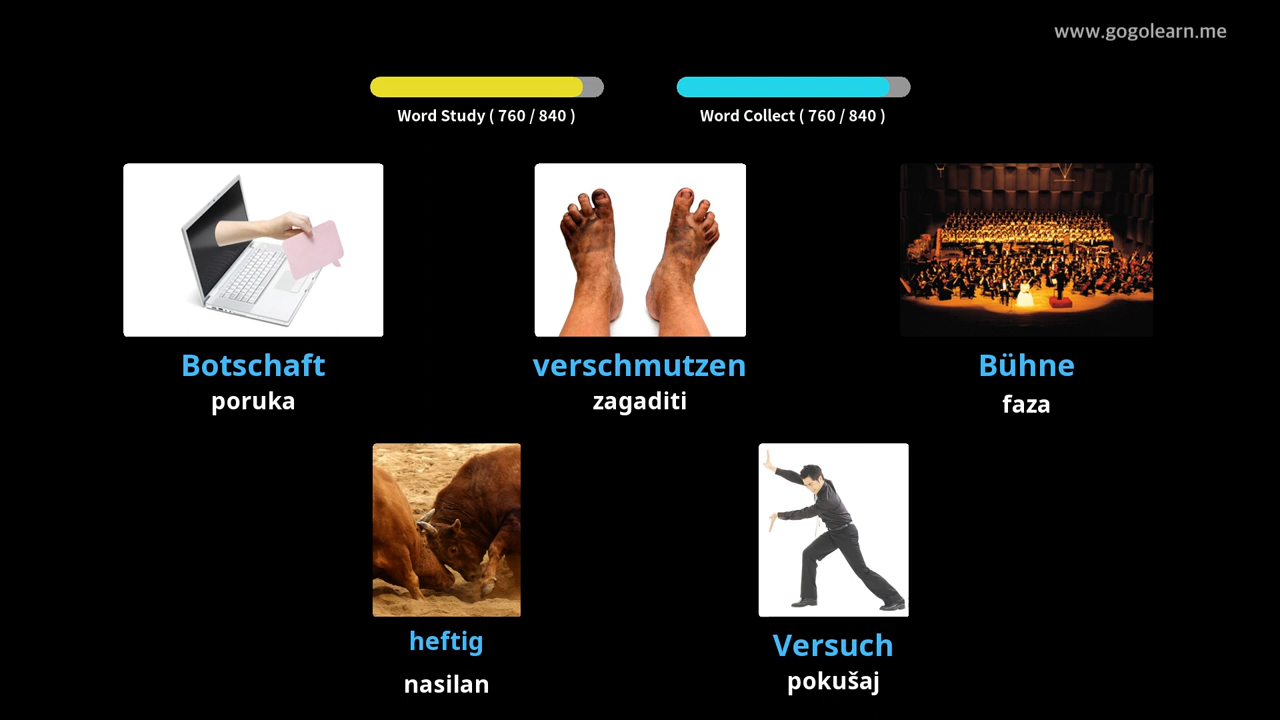 www.gogolearn.me
Word Study ( 760 / 840 )
Word Collect ( 760 / 840 )
Botschaft
poruka
verschmutzen
zagaditi
Bühne
faza
heftig
nasilan
Versuch
pokušaj